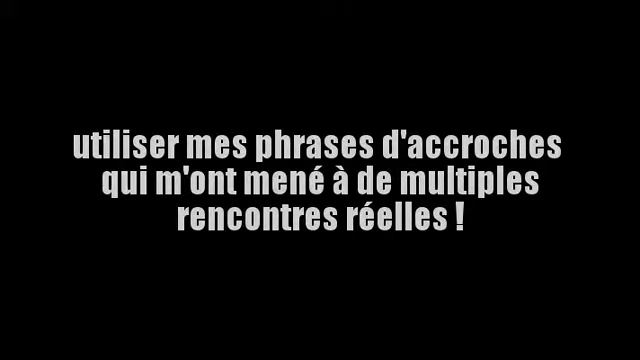 utiliser mes phrases d'accroches
qui m'ont mené à de multiples
rencontres réelles !